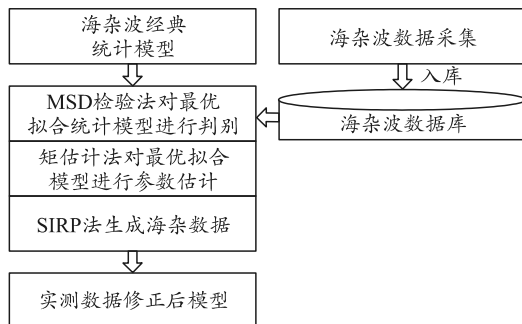 海杂波经典
统计模型
海杂波数据采集
入库
MSD检验法对最优
拟合统计模型进行判别
海杂波数据库
矩估计法对最优拟合
模型进行参数估计
SIRP法生成海杂数据
实测数据修正后模型